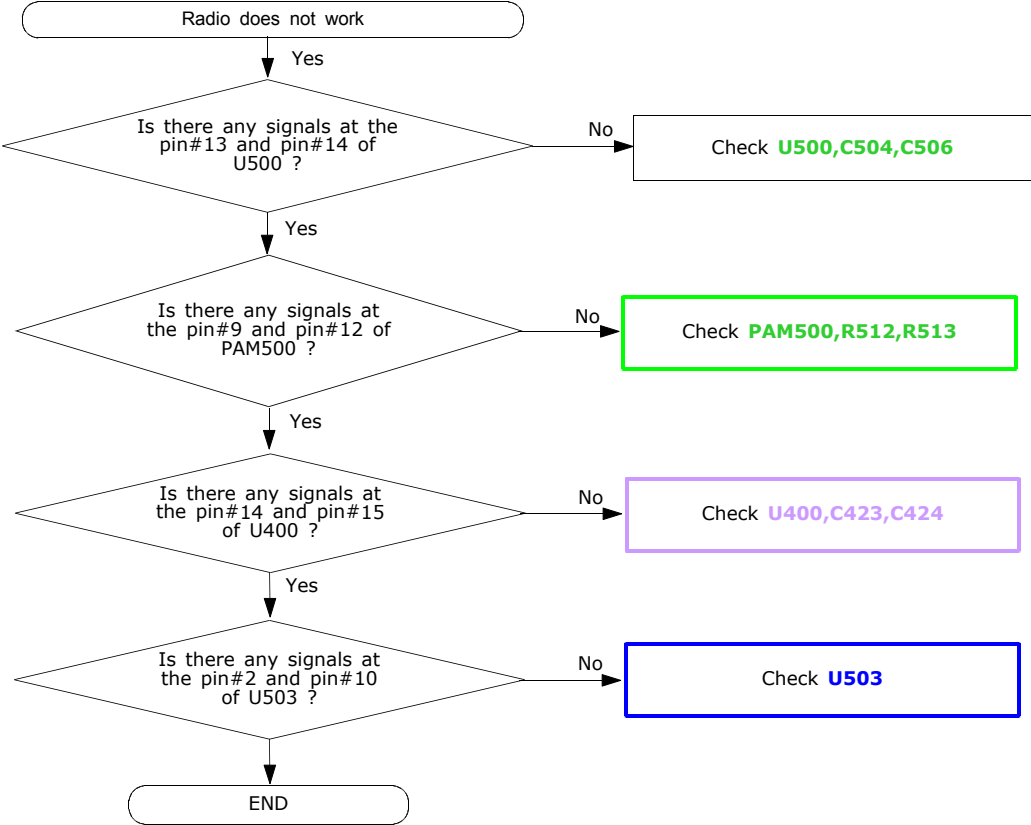 Radio does not work
Yes
Is there any signals at the
pin#13 and pin#14 of
U500 ?
No
Check U500,C504,C506
Yes
Is there any signals at
the pin#9 and pin#12 of
PAM500 ?
No
Check PAM500,R512,R513
Yes
Is there any signals at
the pin#14 and pin#15
of U400 ?
No
Check U400,C423,C424
Yes
Is there any signals at
the pin#2 and pin#10
of U503 ?
No
Check U503
END